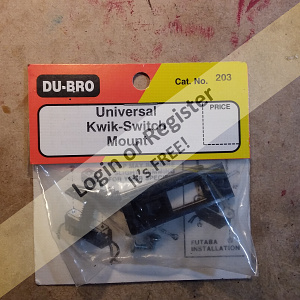 DU-BRO
Cat. No. 203
Universal
Kwik-Switch
Mount
PRICE
Login or Register
It's FREE!
FUTABA
INSTALLATION